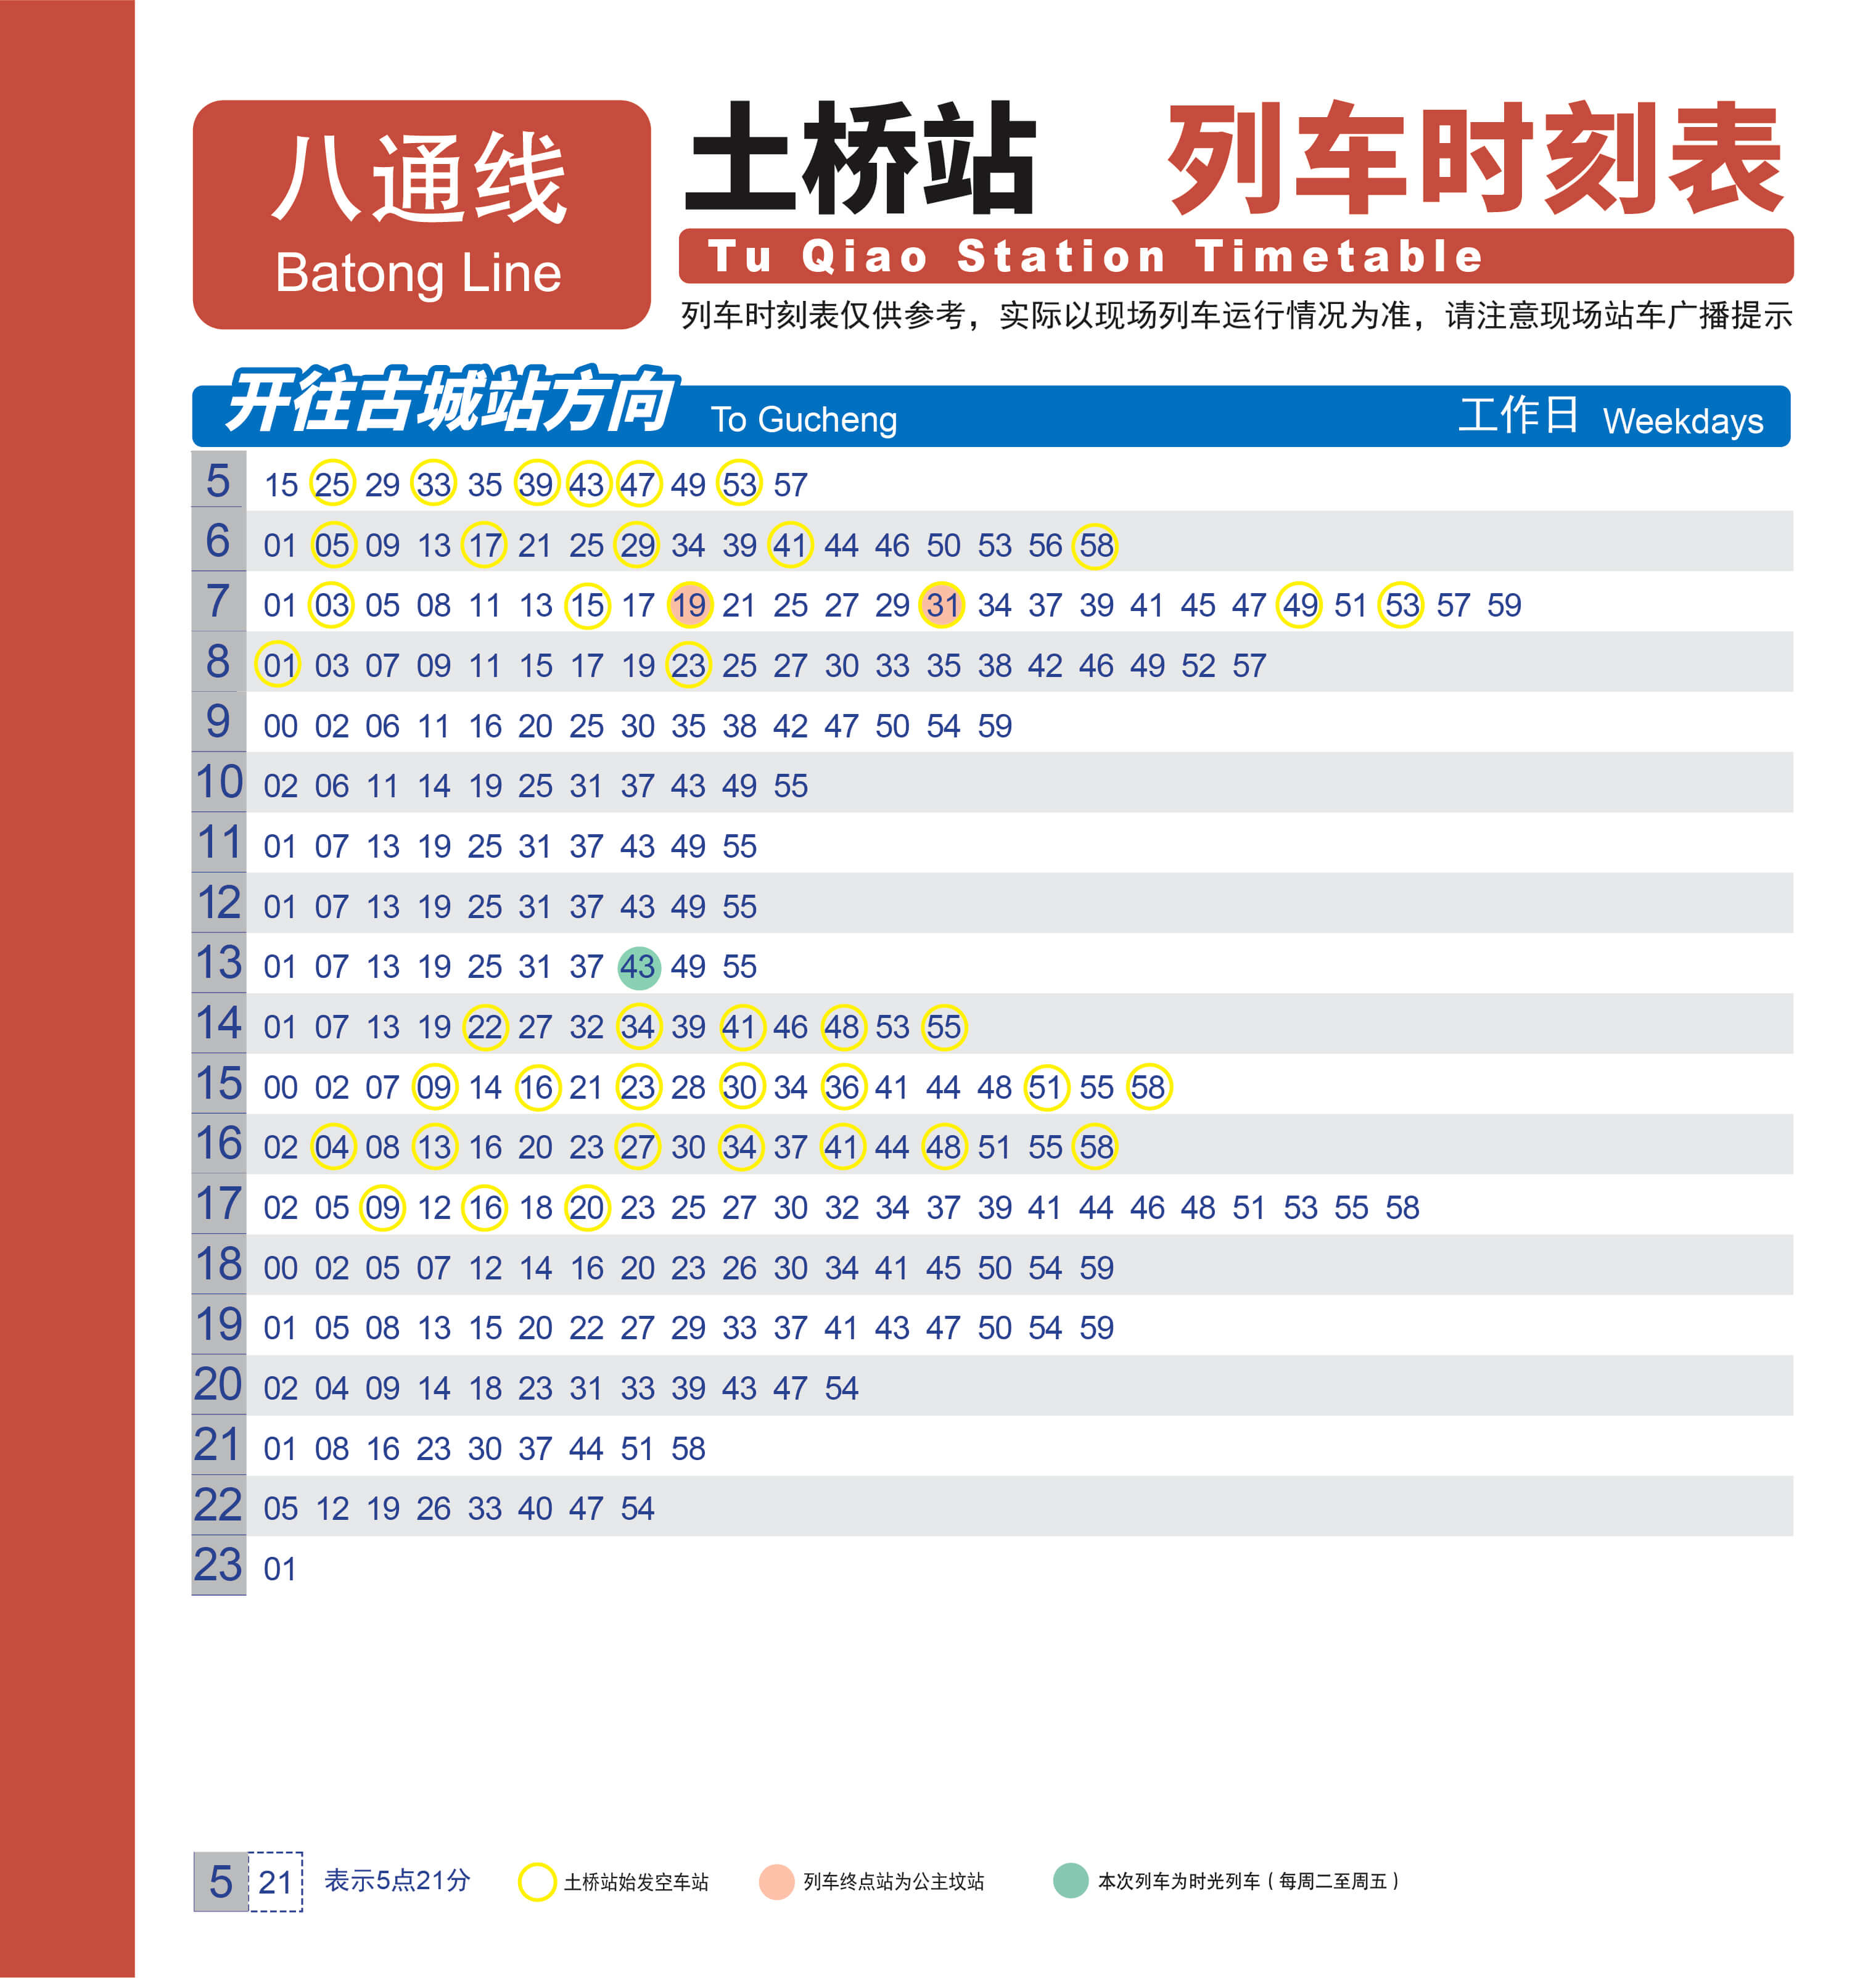 八通线
Batong Line
土桥站 列车时刻表
Tu Qiao Station Timetable
列车时刻表仅供参考，实际以现场列车运行情况为准，请注意现场站车广播提示
开往古城站方向 To Gucheng 工作日 Weekdays
5 15 25 29 33 35 39 43 47 49 53 57
6 01 05 09 13 17 21 25 29 34 39 41 44 46 50 53 56 58
7 01 03 05 08 11 13 15 17 19 21 25 27 29 31 34 37 39 41 45 47 49 51 53 57 59
8 01 03 07 09 11 15 17 19 23 25 27 30 33 35 38 42 46 49 52 57
9 00 02 06 11 16 20 25 30 35 38 42 47 50 54 59
10 02 06 11 14 19 25 31 37 43 49 55
11 01 07 13 19 25 31 37 43 49 55
12 01 07 13 19 25 31 37 43 49 55
13 01 07 13 19 25 31 37 43 49 55
14 01 07 13 19 22 27 32 34 39 41 46 48 53 55
15 00 02 07 09 14 16 21 23 28 30 34 36 41 44 48 51 55 58
16 02 04 08 13 16 20 23 27 30 34 37 41 44 48 51 55 58
17 02 05 09 12 16 18 20 23 25 27 30 32 34 37 39 41 44 46 48 51 53 55 58
18 00 02 05 07 12 14 16 20 23 26 30 34 41 45 50 54 59
19 01 05 08 13 15 20 22 27 29 33 37 41 43 47 50 54 59
20 02 04 09 14 18 23 31 33 39 43 47 54
21 01 08 16 23 30 37 44 51 58
22 05 12 19 26 33 40 47 54
23 01
5 21 表示5点21分 土桥站始发空车站 列车终点站为公主坟站 本次列车为时光列车（每周二至周五）